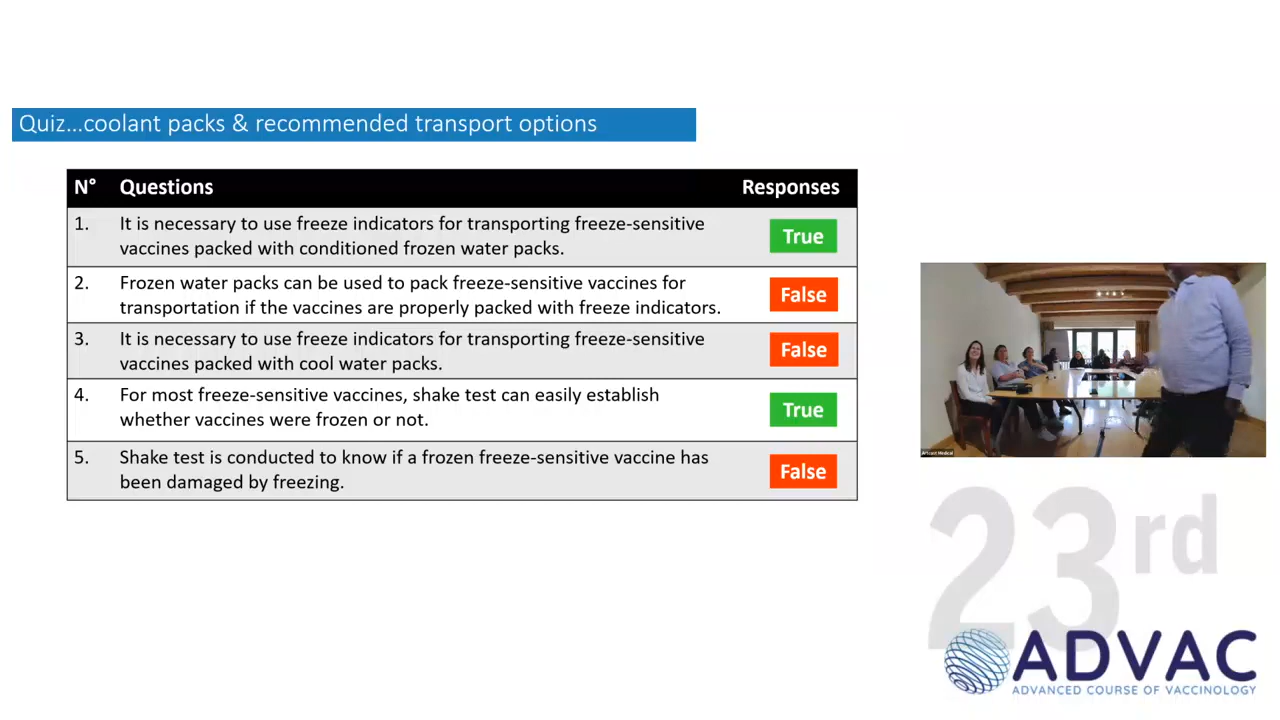 Quiz...coolant packs & recommended transport options
N° Questions Responses
1. It is necessary to use freeze indicators for transporting freeze-sensitive
vaccines packed with conditioned frozen water packs.
True
2. Frozen water packs can be used to pack freeze-sensitive vaccines for
transportation if the vaccines are properly packed with freeze indicators.
False
3. It is necessary to use freeze indicators for transporting freeze-sensitive
vaccines packed with cool water packs.
False
4. For most freeze-sensitive vaccines, shake test can easily establish
whether vaccines were frozen or not.
True
5. Shake test is conducted to know if a frozen freeze-sensitive vaccine has
been damaged by freezing.
False
23rd
ADVAC
ADVANCED COURSE OF VACCINOLOGY